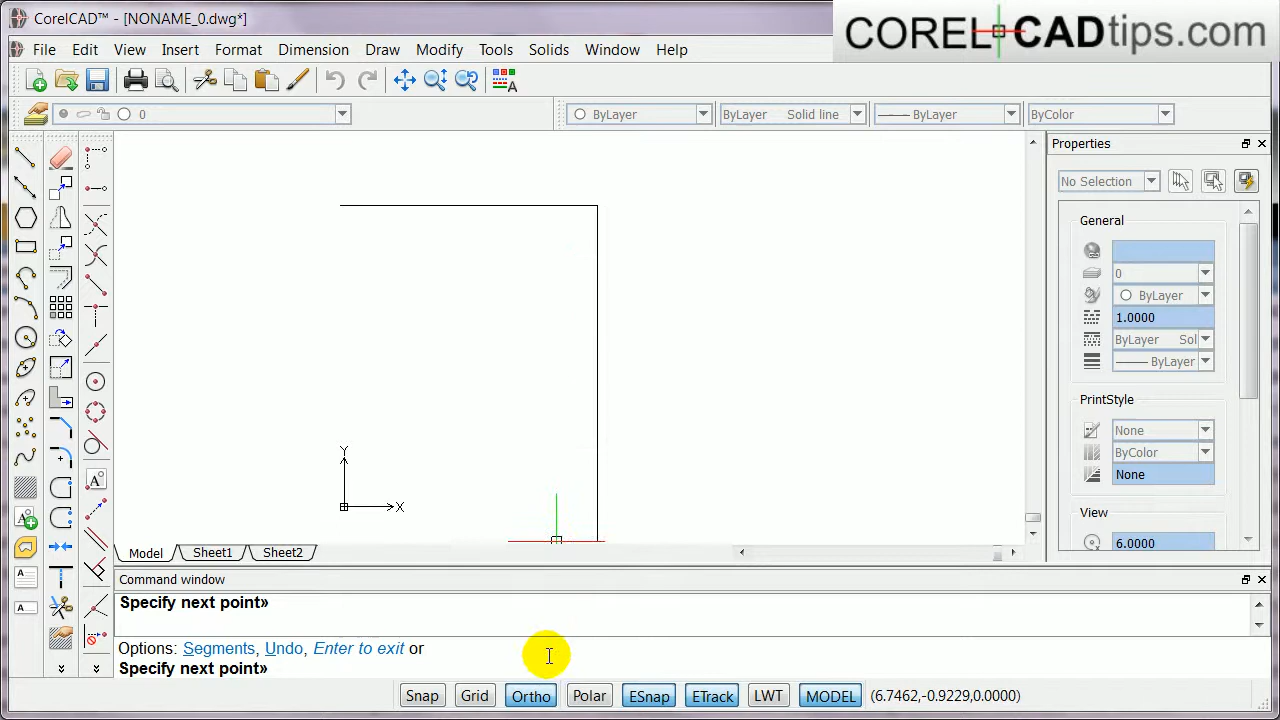 CorelCAD™ - [NONAME_0.dwg*]
CORELCADtips.com
File Edit View Insert Format Dimension Draw Modify Tools Solids Window Help
0 ByLayer ByLayer Solid line ByLayer ByColor
Properties
No Selection
General
0
ByLayer
1.0000
ByLayer Sol
ByLayer
PrintStyle
None
ByColor
None
View
6.0000
Y
X
Model Sheet1 Sheet2
Command window
Specify next point»
Options: Segments, Undo, Enter to exit or
Specify next point»
Snap Grid Ortho Polar ESnap ETrack LWT MODEL (6.7462,-0.9229,0.0000)